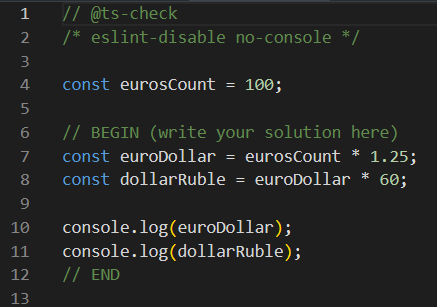 1 // @ts-check
2 /* eslint-disable no-console */
3
4 const eurosCount = 100;
5
6 // BEGIN (write your solution here)
7 const euroDollar = eurosCount * 1.25;
8 const dollarRuble = euroDollar * 60;
9
10 console.log(euroDollar);
11 console.log(dollarRuble);
12 // END
13